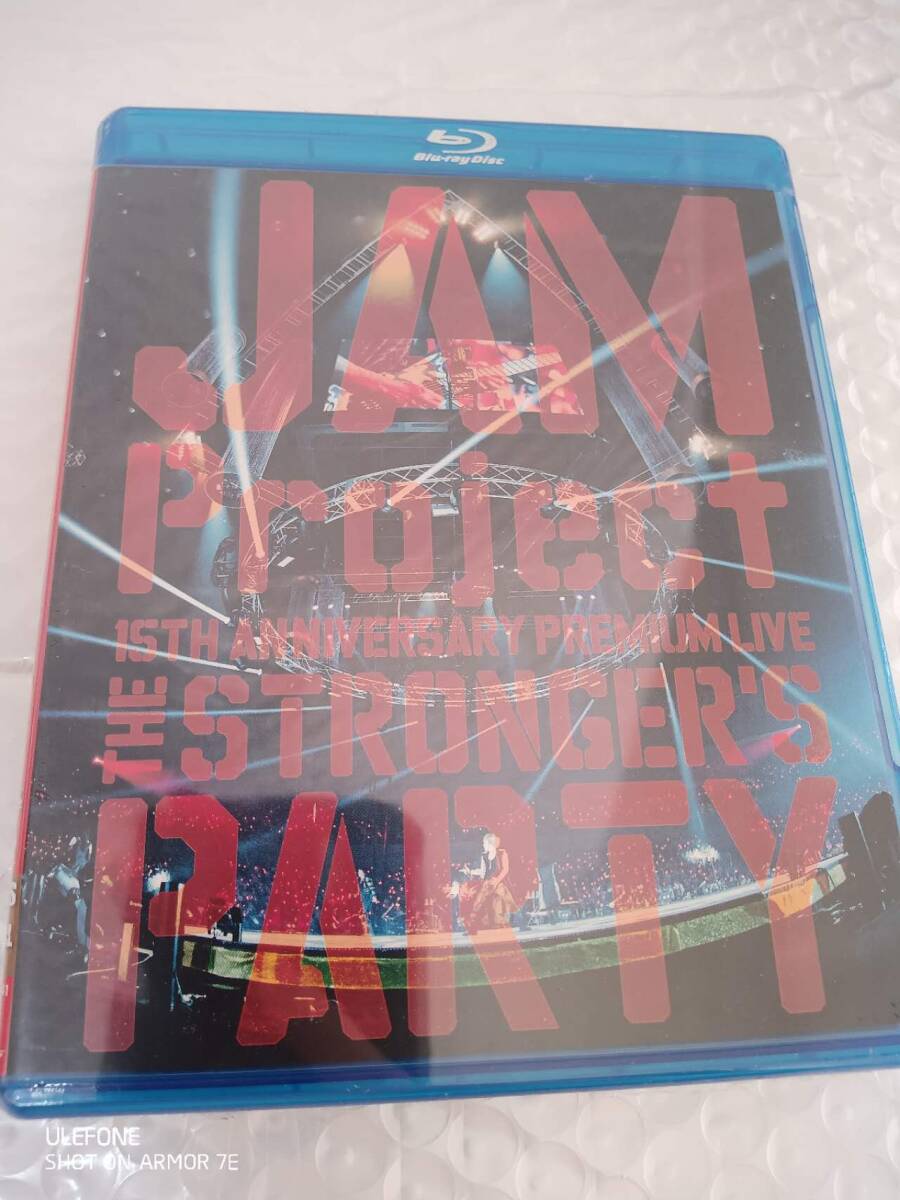 Blu-ray Disc
JAM
Project
15TH ANNIVERSARY PREMIUM LIVE
THE STRONGER'S
PARTY
ULEFONE
SHOT ON ARMOR 7E